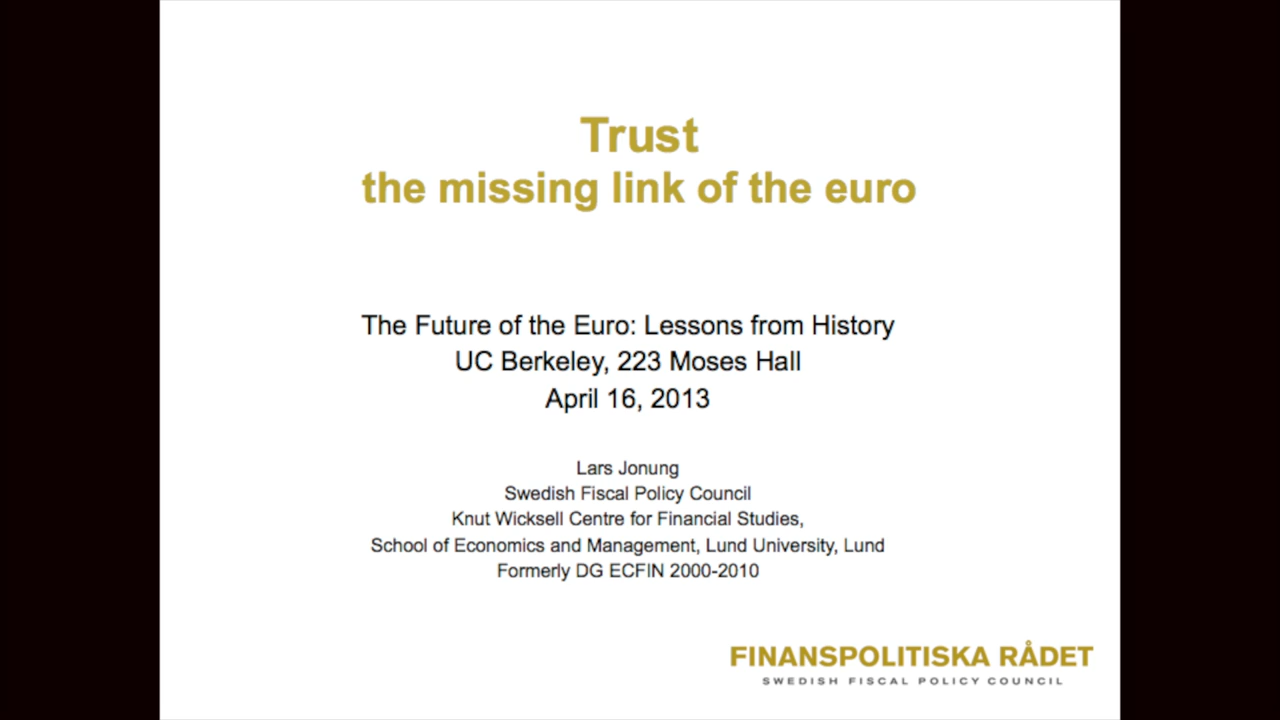 Trust
the missing link of the euro
The Future of the Euro: Lessons from History
UC Berkeley, 223 Moses Hall
April 16, 2013
Lars Jonung
Swedish Fiscal Policy Council
Knut Wicksell Centre for Financial Studies,
School of Economics and Management, Lund University, Lund
Formerly DG ECFIN 2000-2010
FINANSPOLITISKA RÅDET
SWEDISH FISCAL POLICY COUNCIL